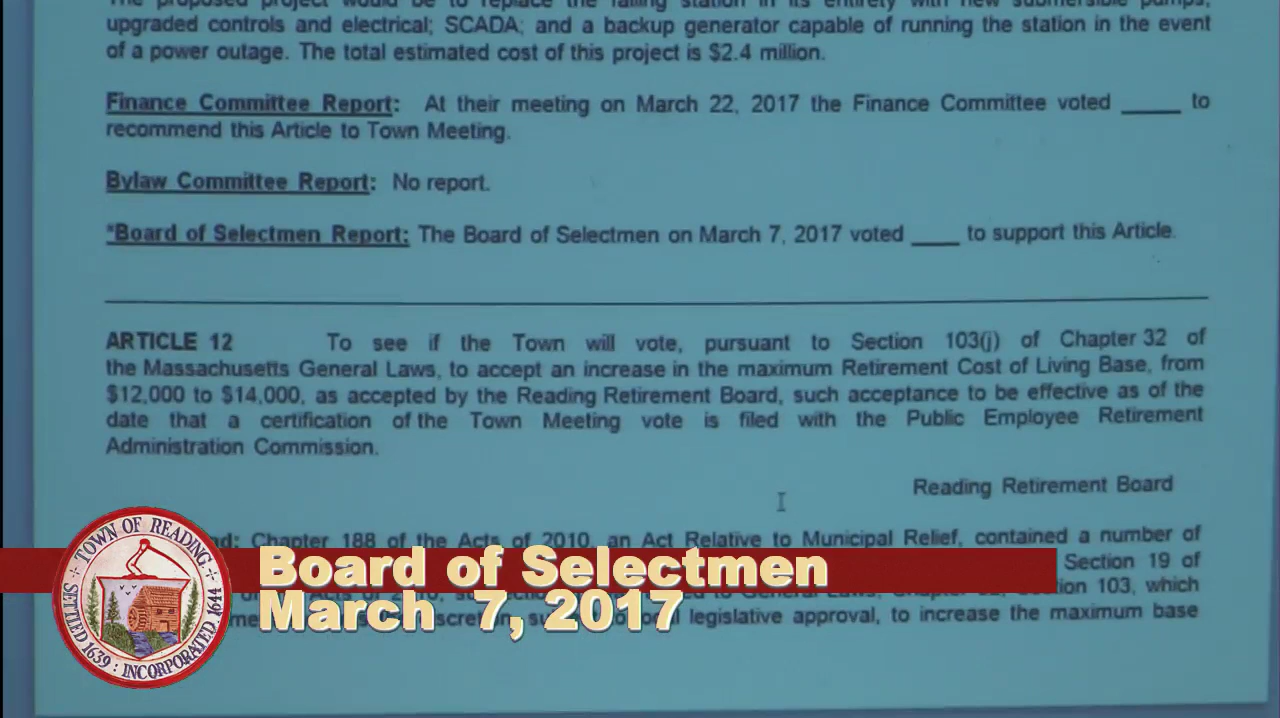 The proposed project would be to replace the failing station in its entirety with new submersible pumps,
upgraded controls and electrical; SCADA; and a backup generator capable of running the station in the event
of a power outage. The total estimated cost of this project is $2.4 million.
Finance Committee Report: At their meeting on March 22, 2017 the Finance Committee voted _____ to
recommend this Article to Town Meeting.
Bylaw Committee Report: No report.
*Board of Selectmen Report: The Board of Selectmen on March 7, 2017 voted ____ to support this Article.
ARTICLE 12 To see if the Town will vote, pursuant to Section 103(j) of Chapter 32 of
the Massachusetts General Laws, to accept an increase in the maximum Retirement Cost of Living Base, from
$12,000 to $14,000, as accepted by the Reading Retirement Board, such acceptance to be effective as of the
date that a certification of the Town Meeting vote is filed with the Public Employee Retirement
Administration Commission.
Reading Retirement Board
Chapter 188 of the Acts of 2010, an Act Relative to Municipal Relief, contained a number of
Section 19 of
103, which
legislative approval, to increase the maximum base
TOWN OF READING
SETTLED 1639 : INCORPORATED 1644
Board of Selectmen
March 7, 2017